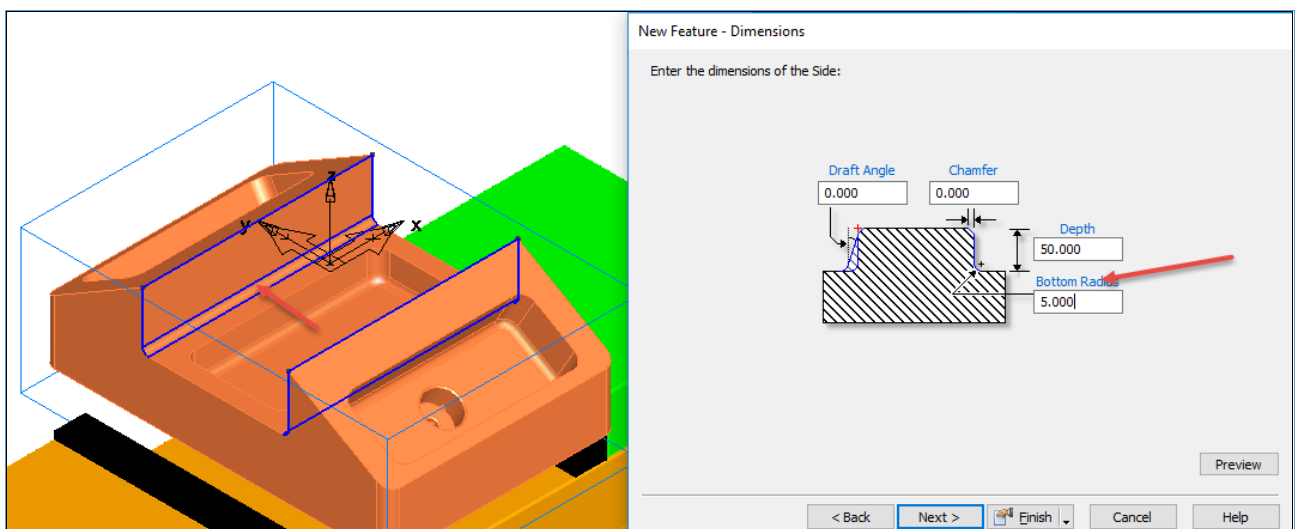 New Feature - Dimensions
Enter the dimensions of the Side:
Draft Angle
Chamfer
0.000
0.000
Depth
50.000
Bottom Radius
5.000
z
y
x
Preview
< Back
Next >
Finish
Cancel
Help